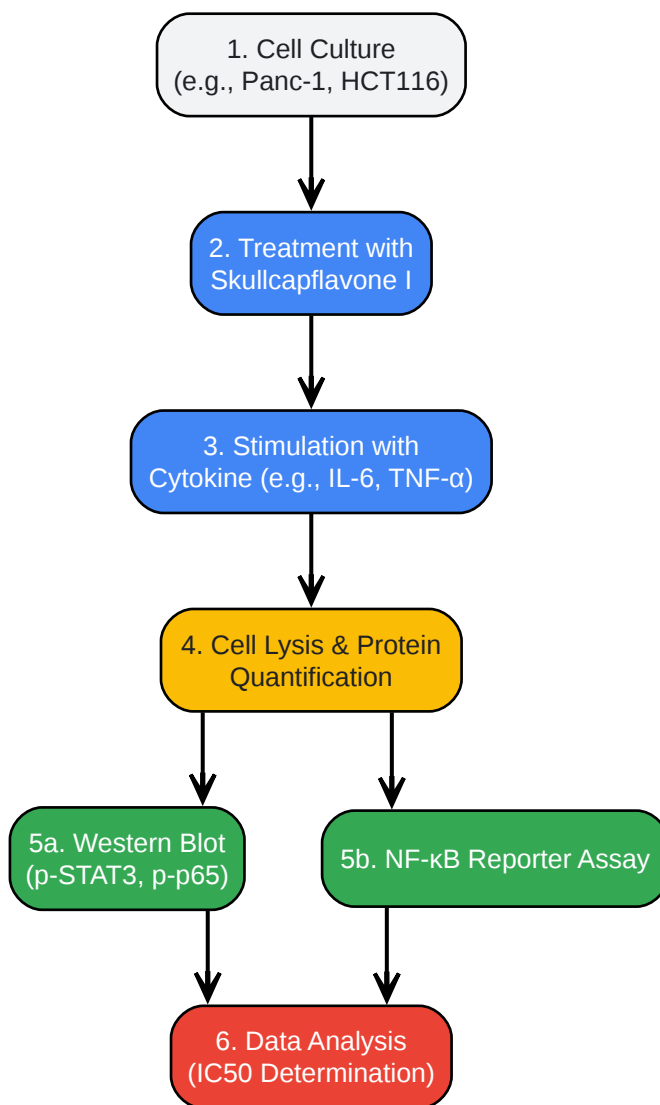 1. Cell Culture
(e.g., Panc-1, HCT116)
2. Treatment with
Skullcapflavone I
3. Stimulation with
Cytokine (e.g., IL-6, TNF-α)
4. Cell Lysis & Protein
Quantification
5a. Western Blot
(p-STAT3, p-p65)
5b. NF-κB Reporter Assay
6. Data Analysis
(IC50 Determination)